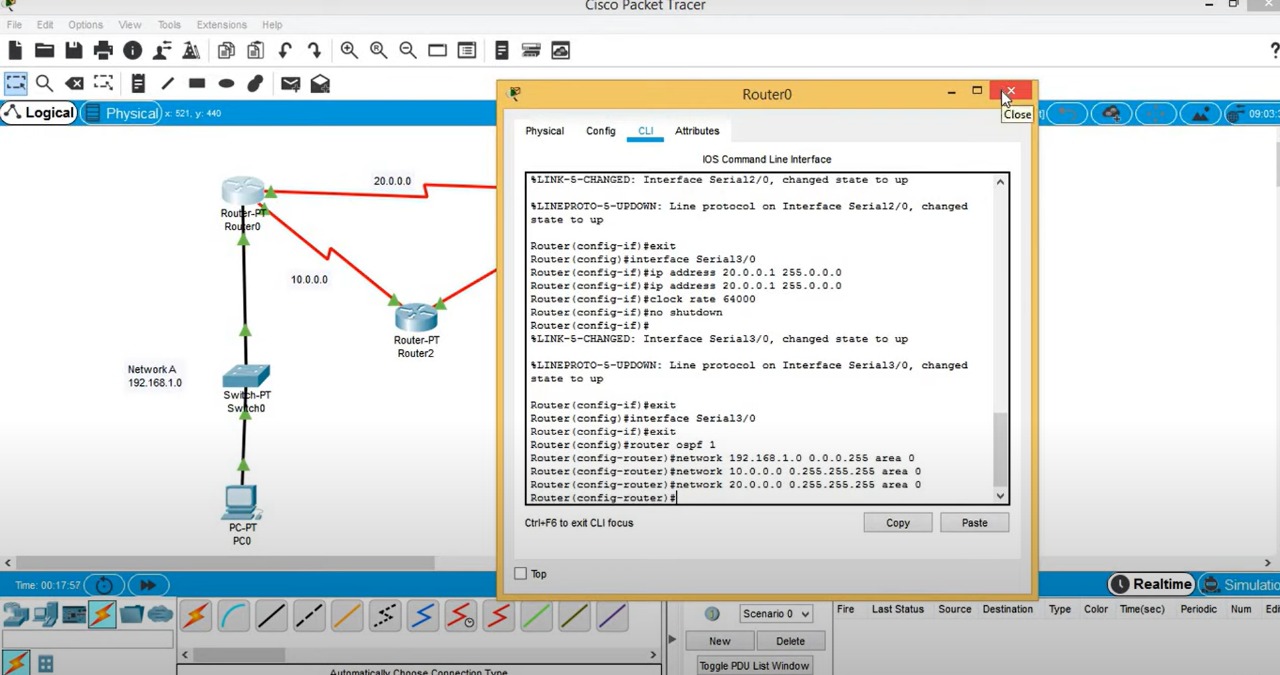 Cisco Packet Tracer
File Edit Options View Tools Extensions Help
Logical Physical x: 521, y: 440
09:03:
Router0
Close
Physical Config CLI Attributes
IOS Command Line Interface
%LINK-5-CHANGED: Interface Serial2/0, changed state to up
%LINEPROTO-5-UPDOWN: Line protocol on Interface Serial2/0, changed
state to up
Router(config-if)#exit
Router(config)#interface Serial3/0
Router(config-if)#ip address 20.0.0.1 255.0.0.0
Router(config-if)#ip address 20.0.0.1 255.0.0.0
Router(config-if)#clock rate 64000
Router(config-if)#no shutdown
Router(config-if)#
%LINK-5-CHANGED: Interface Serial3/0, changed state to up
%LINEPROTO-5-UPDOWN: Line protocol on Interface Serial3/0, changed
state to up
Router(config-if)#exit
Router(config)#interface Serial3/0
Router(config-if)#exit
Router(config)#router ospf 1
Router(config-router)#network 192.168.1.0 0.0.0.255 area 0
Router(config-router)#network 10.0.0.0 0.255.255.255 area 0
Router(config-router)#network 20.0.0.0 0.255.255.255 area 0
Router(config-router)#
Ctrl+F6 to exit CLI focus
Copy Paste
Top
20.0.0.0
Router-PT
Router0
10.0.0.0
Router-PT
Router2
Network A
192.168.1.0
Switch-PT
Switch0
PC-PT
PC0
Time: 00:17:57
Realtime Simulatio
Scenario 0
New Delete
Toggle PDU List Window
Fire Last Status Source Destination Type Color Time(sec) Periodic Num Edi
Automatically Choose Connection Type